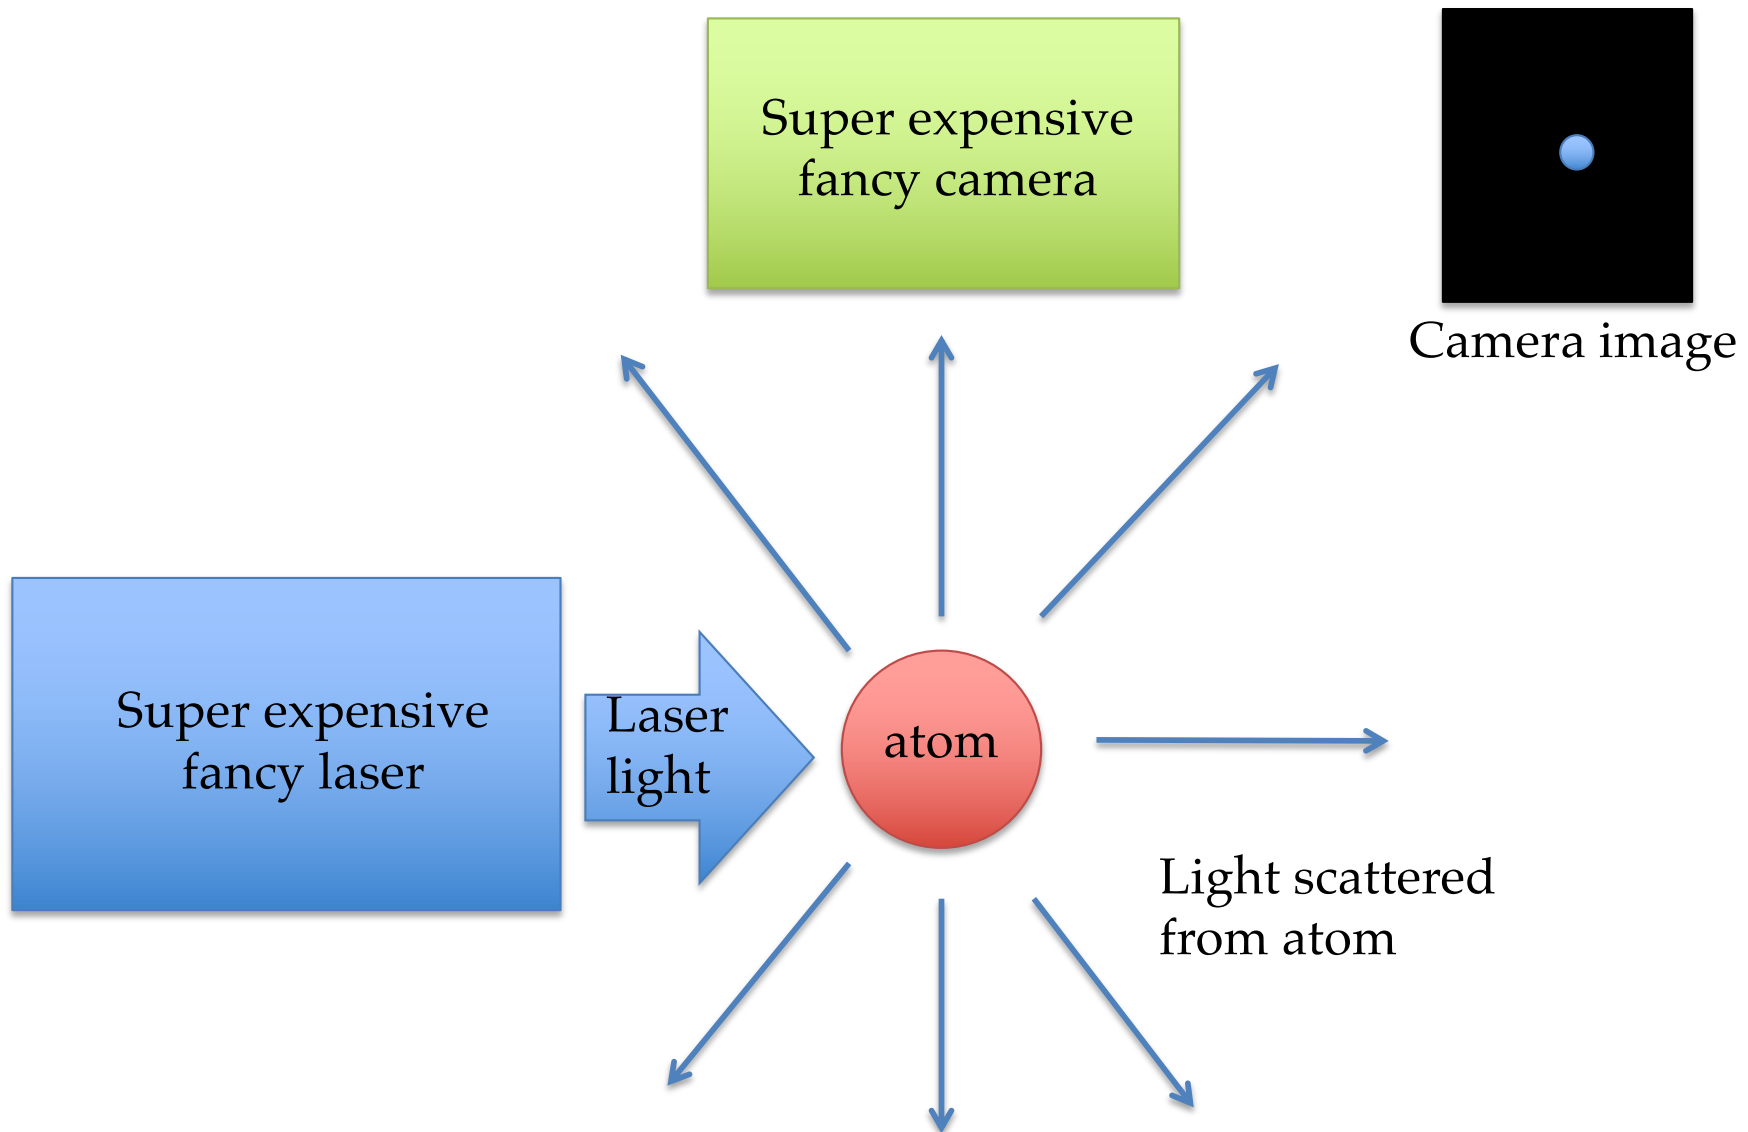 Super expensive
fancy camera
Camera image
Super expensive
fancy laser
Laser
light
atom
Light scattered
from atom